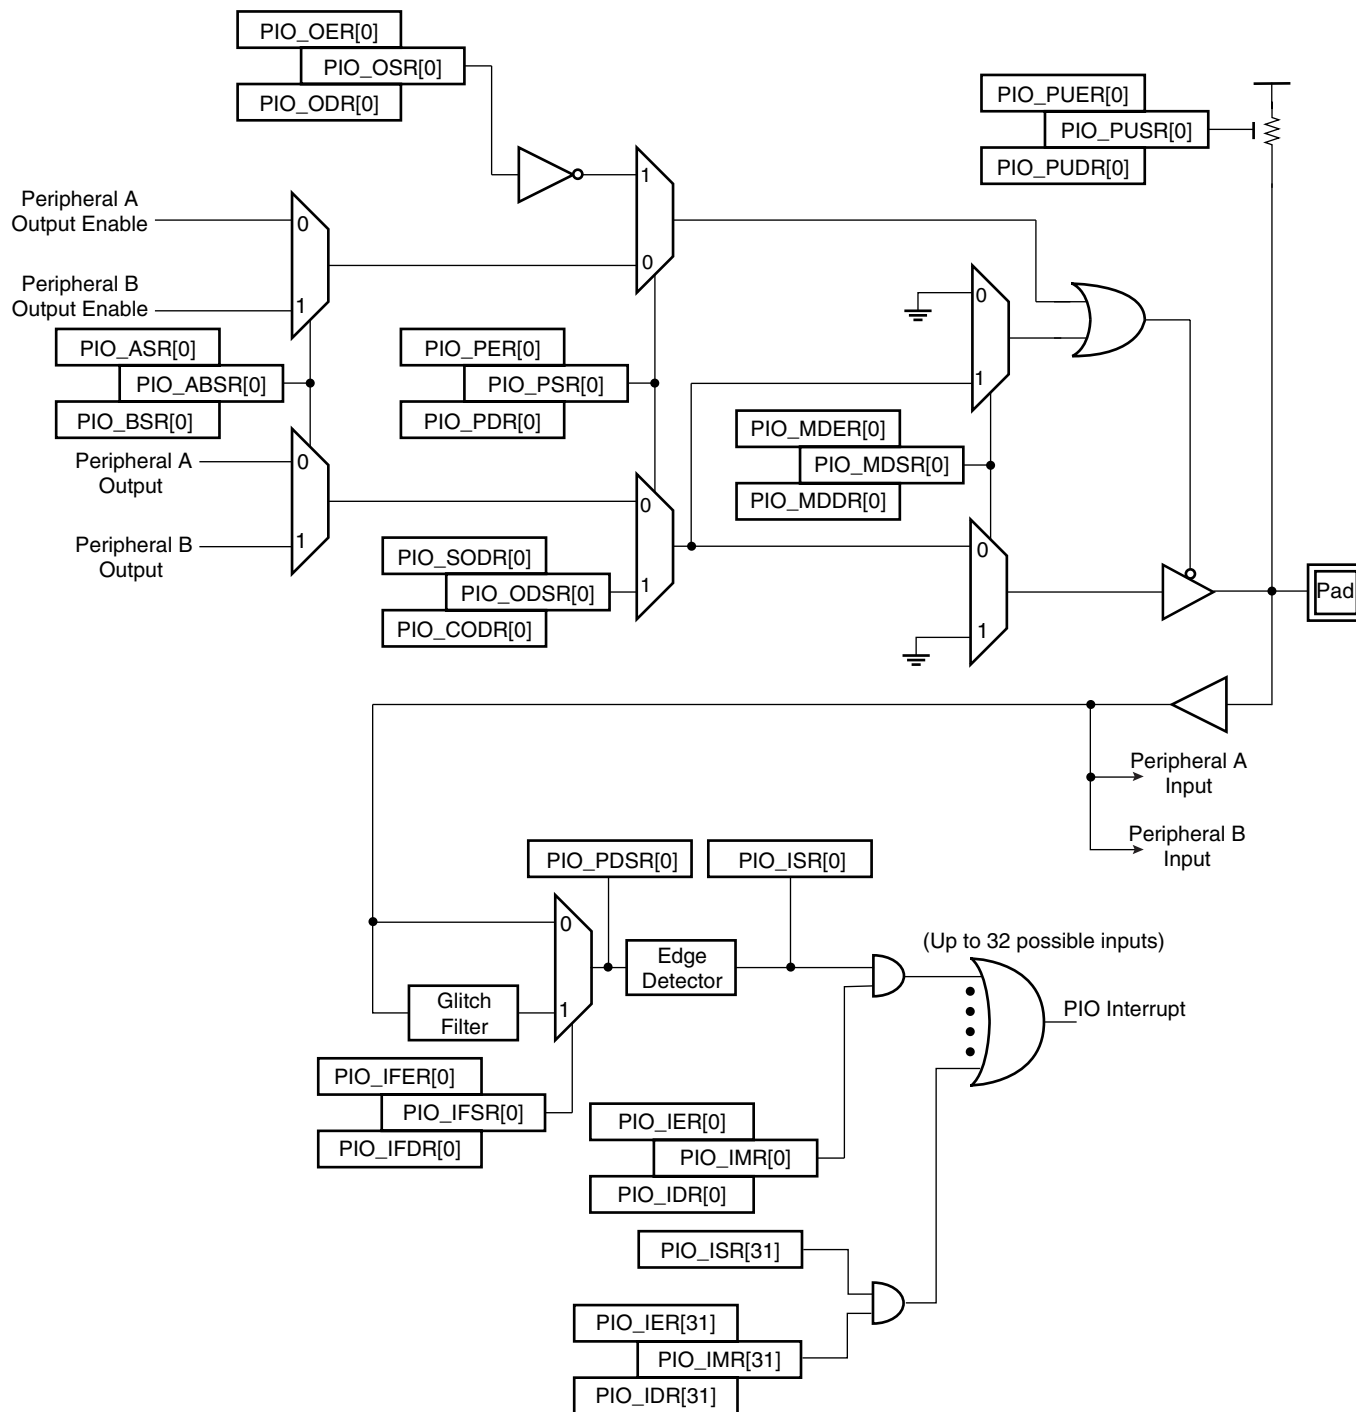 PIO_OER[0]
PIO_OSR[0]
PIO_ODR[0]
PIO_PUER[0]
PIO_PUSR[0]
PIO_PUDR[0]
1
0
Peripheral A
Output Enable
0
Peripheral B
Output Enable
1
0
1
PIO_ASR[0]
PIO_ABSR[0]
PIO_BSR[0]
PIO_PER[0]
PIO_PSR[0]
PIO_PDR[0]
PIO_MDER[0]
PIO_MDSR[0]
PIO_MDDR[0]
Peripheral A
Output
0
Peripheral B
Output
1
0
1
PIO_SODR[0]
PIO_ODSR[0]
PIO_CODR[0]
0
1
Pad
Peripheral A
Input
Peripheral B
Input
PIO_PDSR[0]
PIO_ISR[0]
0
1
Edge
Detector
(Up to 32 possible inputs)
Glitch
Filter
PIO Interrupt
PIO_IFER[0]
PIO_IFSR[0]
PIO_IFDR[0]
PIO_IER[0]
PIO_IMR[0]
PIO_IDR[0]
PIO_ISR[31]
PIO_IER[31]
PIO_IMR[31]
PIO_IDR[31]